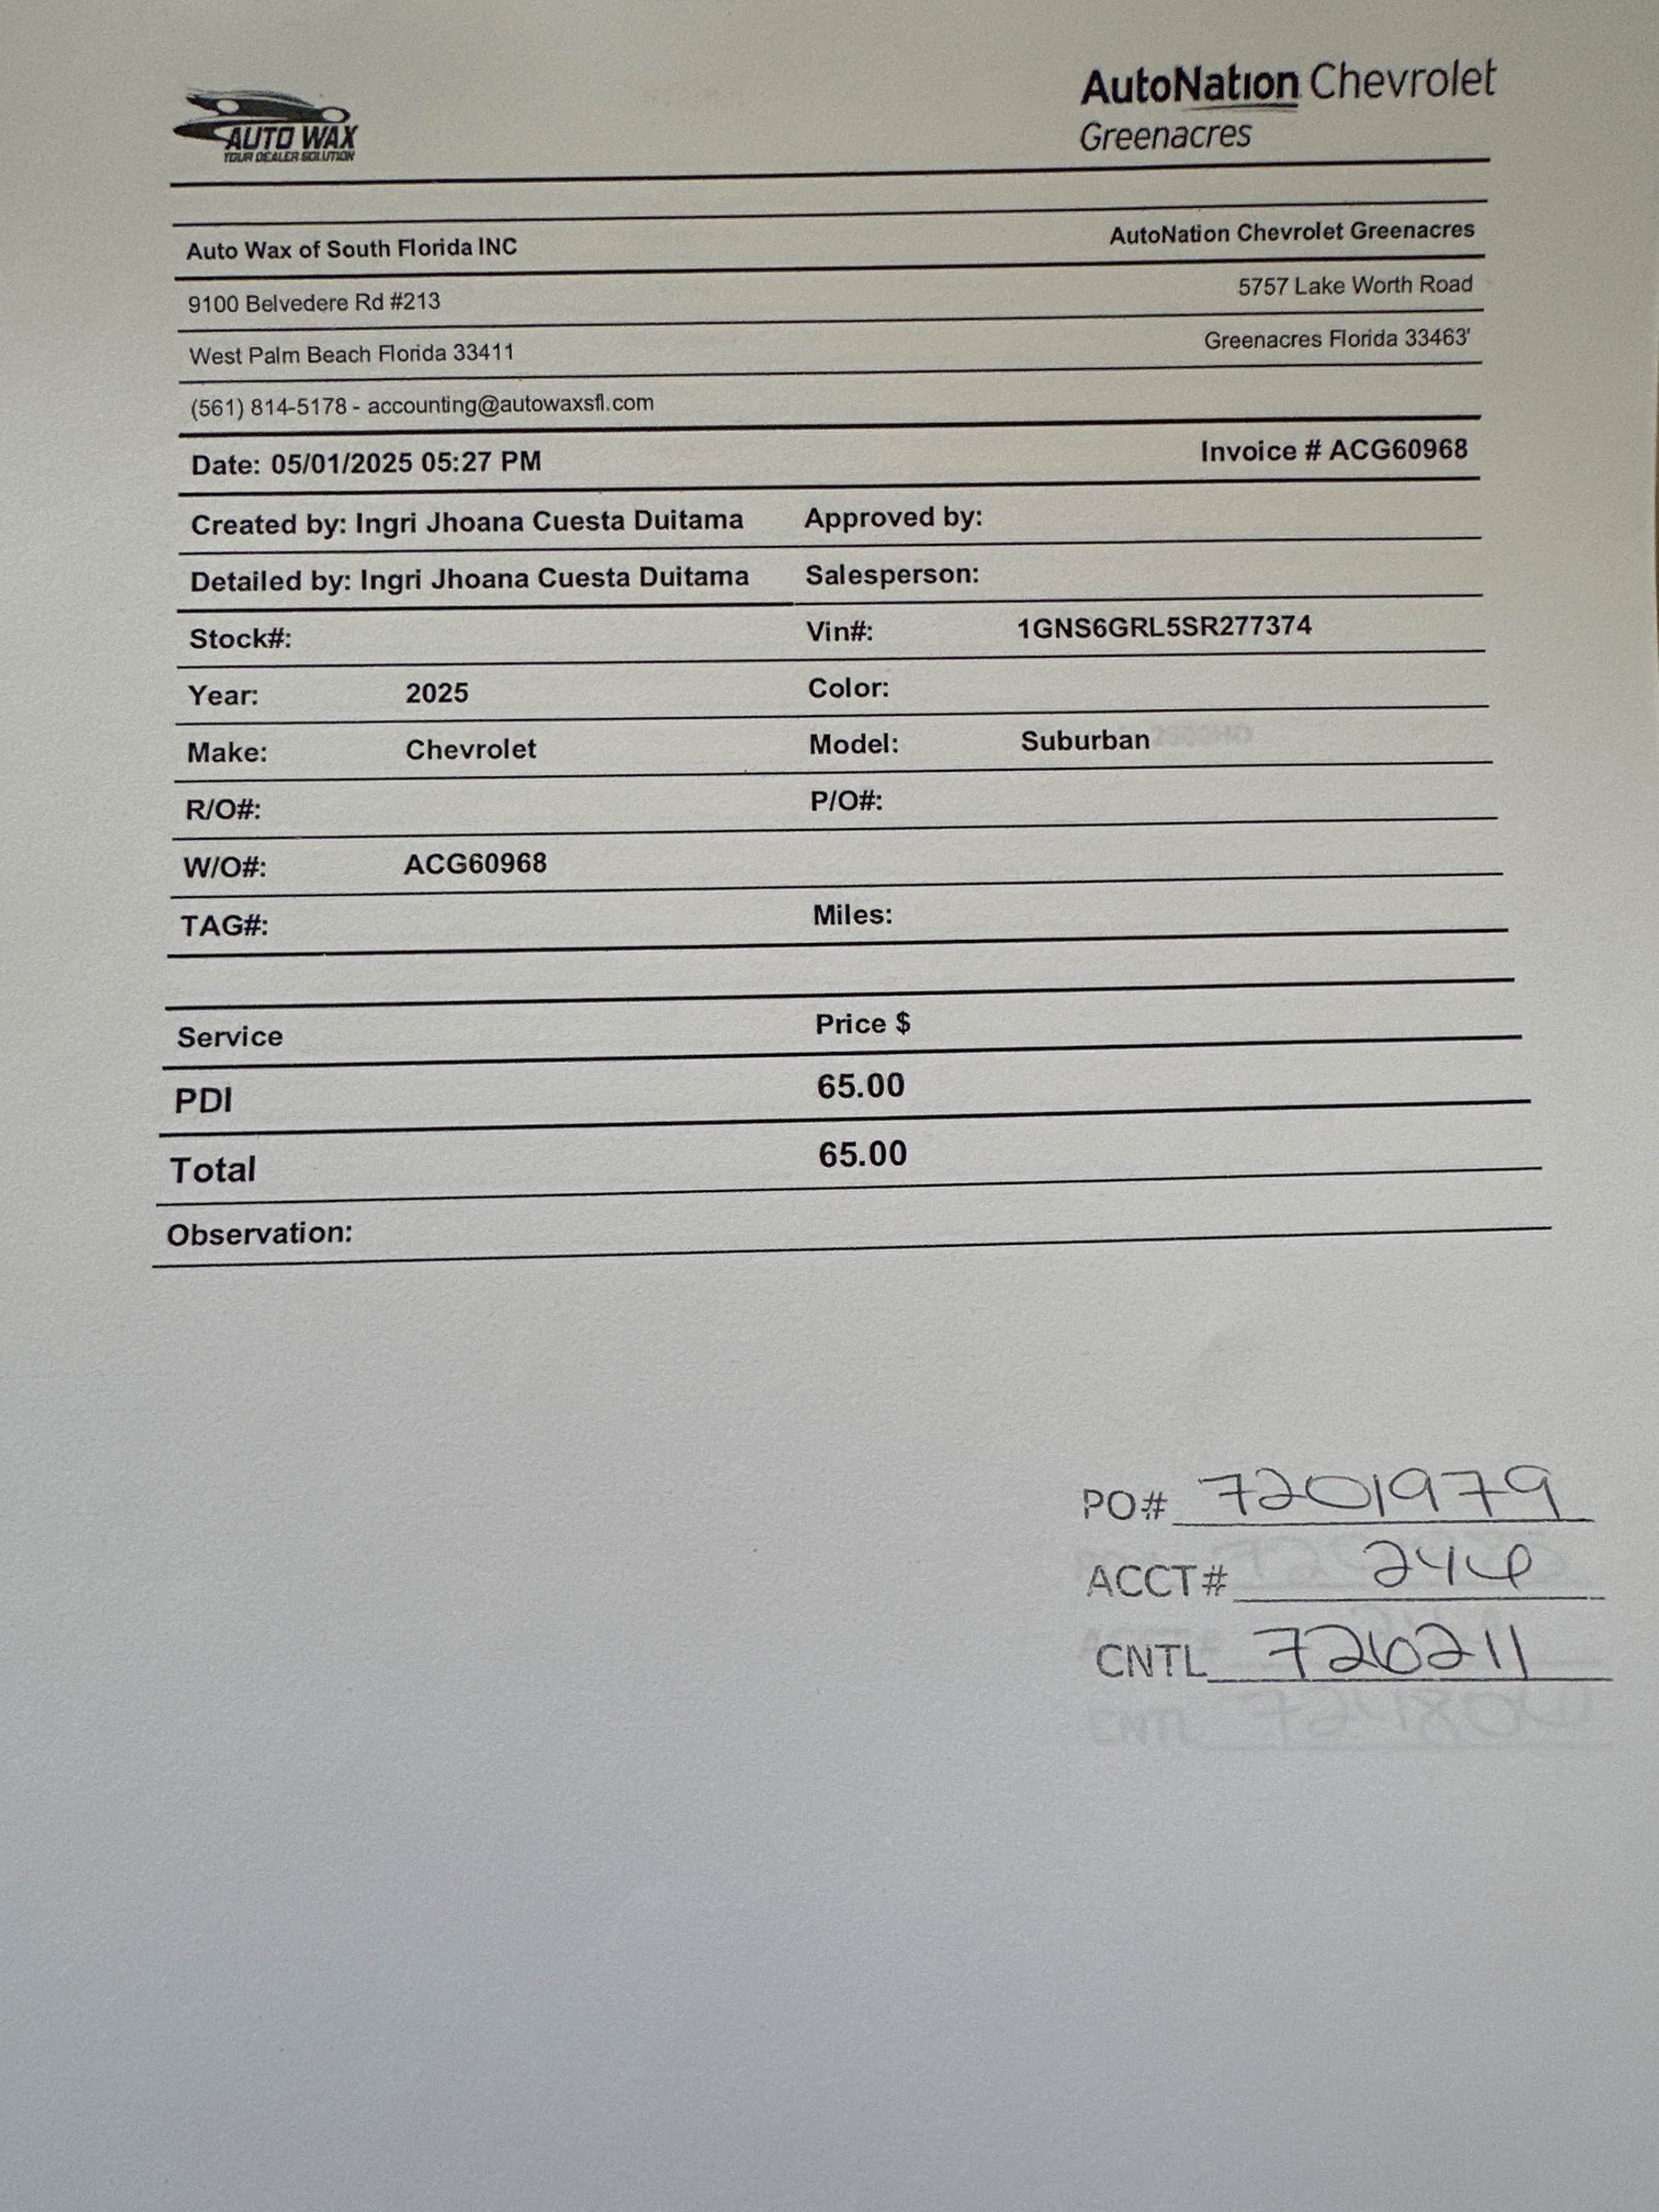 AUTO WAX
YOUR DEALER SOLUTION
AutoNation Chevrolet
Greenacres
Auto Wax of South Florida INC AutoNation Chevrolet Greenacres
9100 Belvedere Rd #213 5757 Lake Worth Road
West Palm Beach Florida 33411 Greenacres Florida 33463'
(561) 814-5178 - accounting@autowaxsfl.com
Date: 05/01/2025 05:27 PM Invoice # ACG60968
Created by: Ingri Jhoana Cuesta Duitama Approved by:
Detailed by: Ingri Jhoana Cuesta Duitama Salesperson:
Stock#: Vin#: 1GNS6GRL5SR277374
Year: 2025 Color:
Make: Chevrolet Model: Suburban
R/O#: P/O#:
W/O#: ACG60968
TAG#: Miles:
Service Price $
PDI 65.00
Total 65.00
Observation:
PO# 7201979
ACCT# 246
CNTL 726211